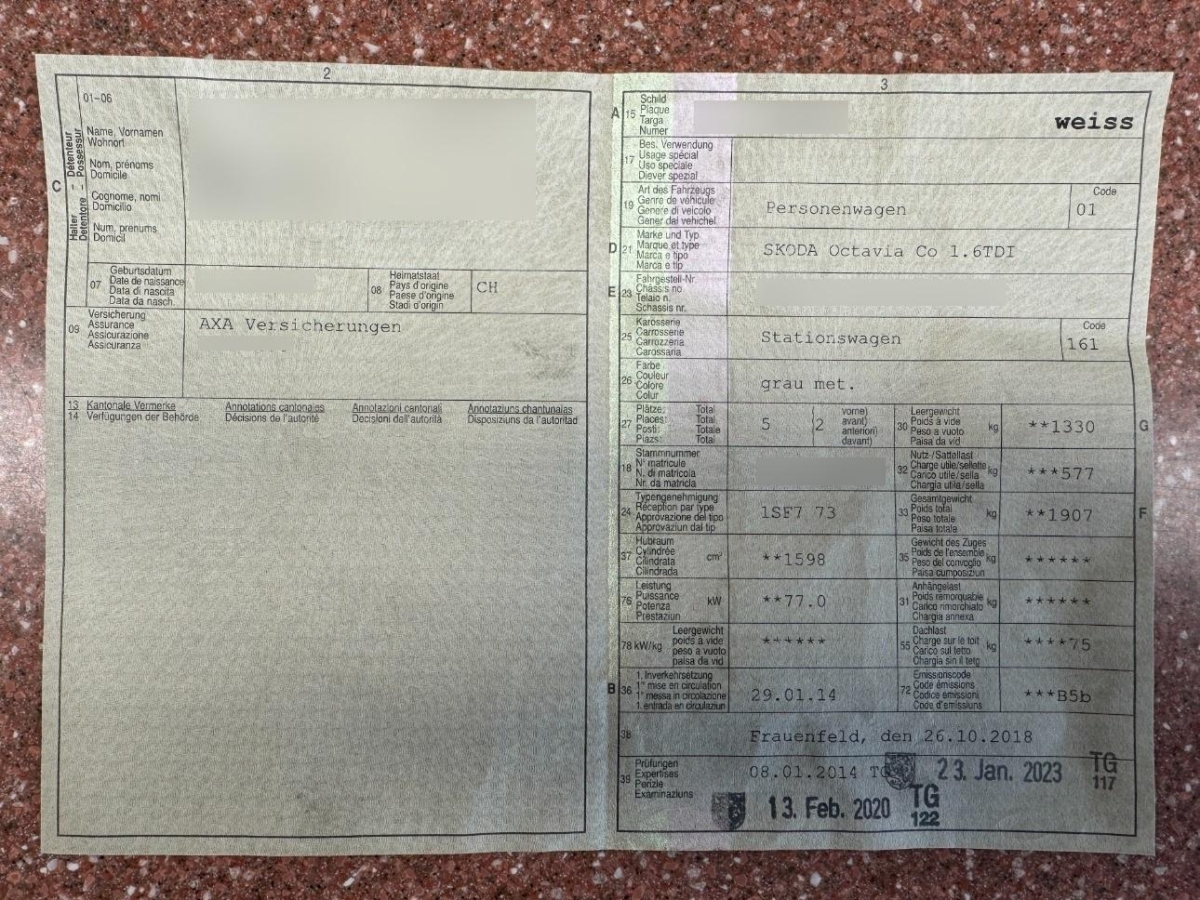 2
01-06
Halter - Détenteur
Detentore - Possessur
C
Name, Vornamen
Wohnort
Nom, prénoms
Domicile
Cognome, nomi
Domicilio
Num, prenums
Domicil
07
Geburtsdatum
Date de naissance
Data di nascita
Data da nasch.
08
Heimatstaat
Pays d'origine
Paese d'origine
Stadi d'origin
CH
09
Versicherung
Assurance
Assicurazione
Assicuranza
AXA Versicherungen
13 Kantonale Vermerke Annotations cantonales Annotazioni cantonali Annotaziuns chantunalas
14 Verfügungen der Behörde Décisions de l'autorité Decisioni dell'autorità Disposiziuns da l'autoritad
3
A 15
Schild
Plaque
Targa
Numer
weiss
17
Bes. Verwendung
Usage spécial
Uso speciale
Diever spezial
19
Art des Fahrzeugs
Genre de véhicule
Genere di veicolo
Gener dal vehichel
Personenwagen
Code
01
D 21
Marke und Typ
Marque et type
Marca e tipo
Marca e tip
SKODA Octavia Co 1.6TDI
E 23
Fahrgestell-Nr.
Châssis no
Telaio n.
Schassis nr.
25
Karosserie
Carrosserie
Carrozzeria
Carossaria
Stationswagen
Code
161
26
Farbe
Couleur
Colore
Colur
grau met.
27
Plätze: Total
Places: Total
Posti: Totale
Plazs: Total
5
(2
vorne)
avant)
anteriori)
davant)
30
Leergewicht
Poids à vide
Peso a vuoto
Paisa da vid
kg
**1330
G
18
Stammnummer
N° matricule
N. di matricola
Nr. da matricla
32
Nutz-/Sattellast
Charge utile/sellette
Carico utile/sella
Chargia utila/sella
kg
***577
24
Typengenehmigung
Réception par type
Approvazione del tipo
Approvaziun dal tip
1SF7 73
33
Gesamtgewicht
Poids total
Peso totale
Paisa totale
kg
**1907
F
37
Hubraum
Cylindrée
Cilindrata
Cilindrada
cm³
**1598
35
Gewicht des Zuges
Poids de l'ensemble
Peso del convoglio
Paisa cumposiziun
kg
******
76
Leistung
Puissance
Potenza
Prestaziun
kW
**77.0
31
Anhängelast
Poids remorquable
Carico rimorchiato
Chargia annexa
kg
******
78 kW/kg
Leergewicht
poids à vide
peso a vuoto
paisa da vid
******
55
Dachlast
Charge sur le toit
Carico sul tetto
Chargia sin il tetg
kg
****75
B 36
1. Inverkehrsetzung
1re mise en circulation
1a messa in circolazione
1. entrada en circulaziun
29.01.14
72
Emissionscode
Code émissions
Codice emissioni
Code d'emissiuns
***B5b
38
Frauenfeld, den 26.10.2018
39
Prüfungen
Expertises
Perizie
Examinaziuns
08.01.2014 TG
23. Jan. 2023
TG
117
13. Feb. 2020
TG
122